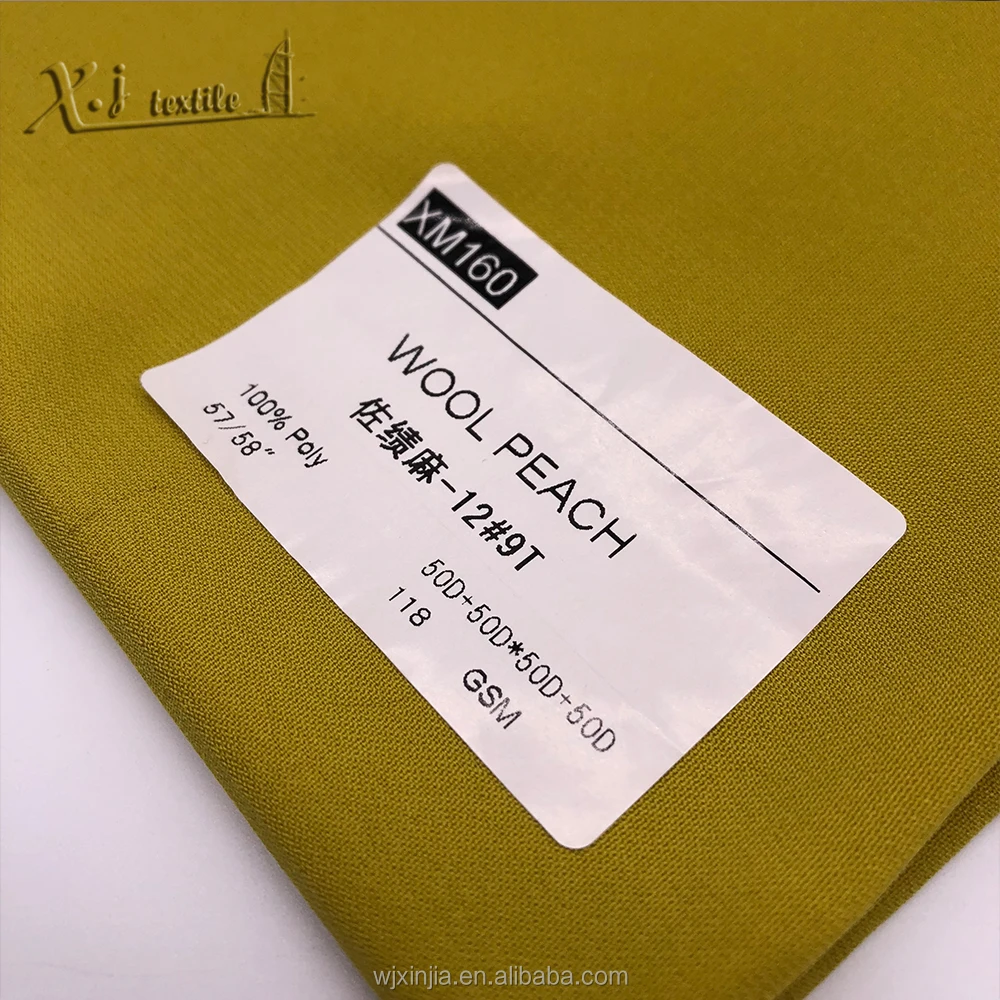 X.j textile
XM160
WOOL PEACH
佐绩麻-12#9T
100% Poly
50D+50D*50D+50D
57/58"
118 GSM
wjxinjia.en.alibaba.com